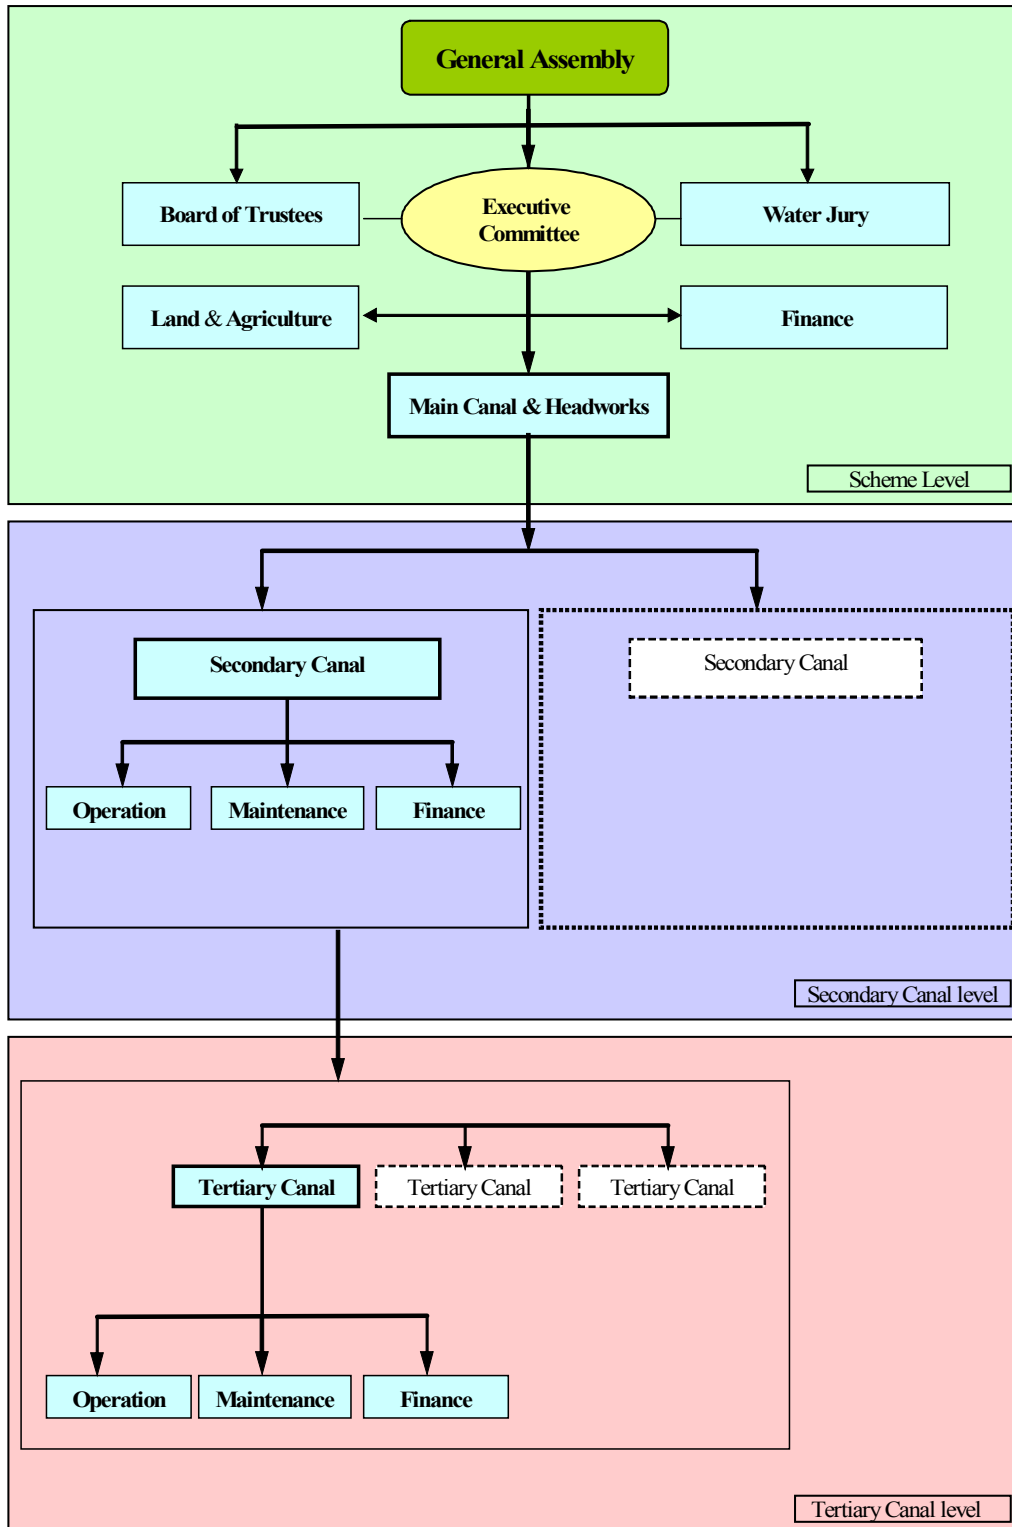 General Assembly
Board of Trustees
Executive
Committee
Water Jury
Land & Agriculture
Finance
Main Canal & Headworks
Scheme Level
Secondary Canal
Secondary Canal
Operation
Maintenance
Finance
Secondary Canal level
Tertiary Canal
Tertiary Canal
Tertiary Canal
Operation
Maintenance
Finance
Tertiary Canal level